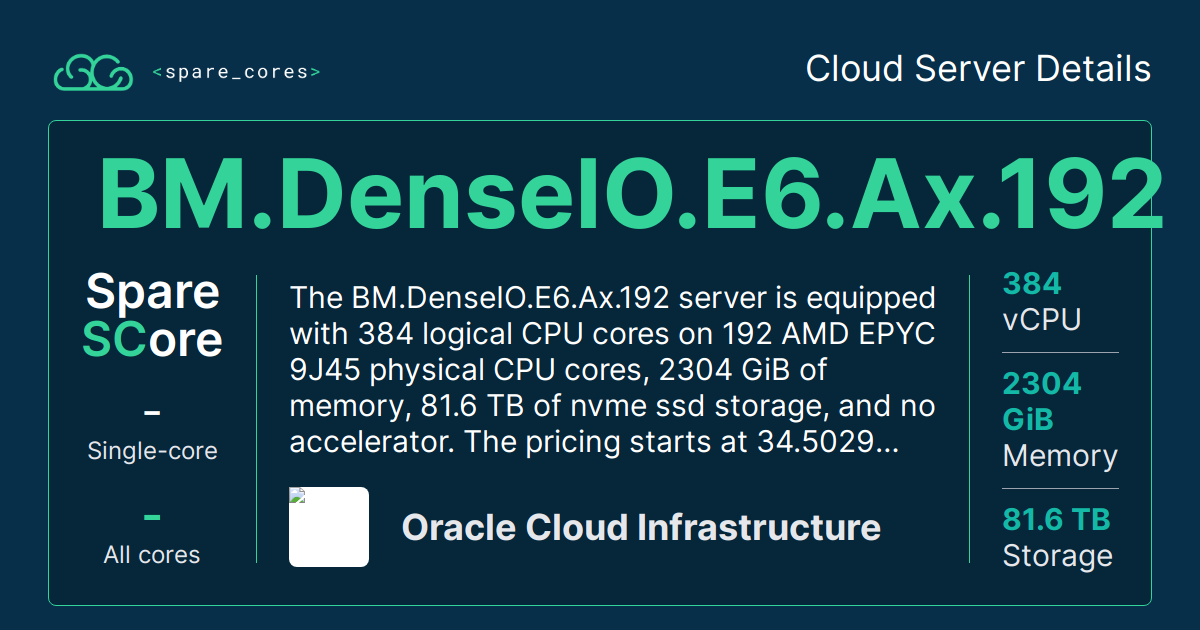 <spare_cores>
Cloud Server Details
BM.DenseIO.E6.Ax.192
Spare
SCore
–
Single-core
–
All cores
The BM.DenseIO.E6.Ax.192 server is equipped
with 384 logical CPU cores on 192 AMD EPYC
9J45 physical CPU cores, 2304 GiB of
memory, 81.6 TB of nvme ssd storage, and no
accelerator. The pricing starts at 34.5029...
Oracle Cloud Infrastructure
384
vCPU
2304
GiB
Memory
81.6 TB
Storage